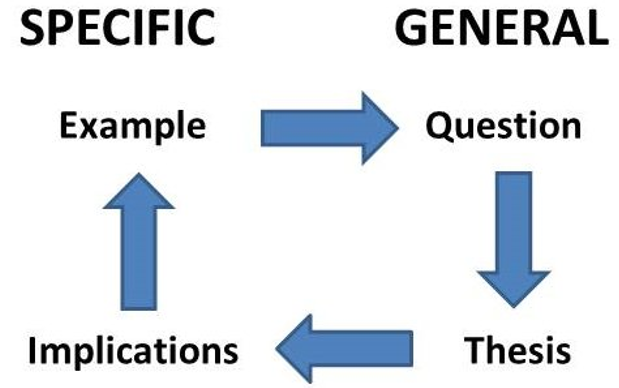 SPECIFIC GENERAL
Example Question
Implications Thesis